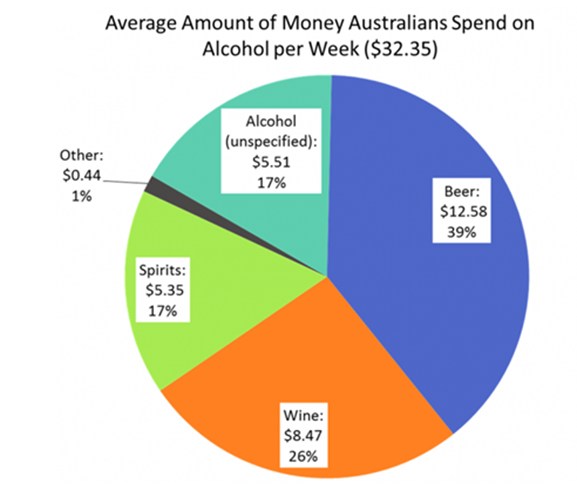 Average Amount of Money Australians Spend on
Alcohol per Week ($32.35)
Alcohol
(unspecified):
$5.51
17%
Other:
$0.44
1%
Beer:
$12.58
39%
Spirits:
$5.35
17%
Wine:
$8.47
26%